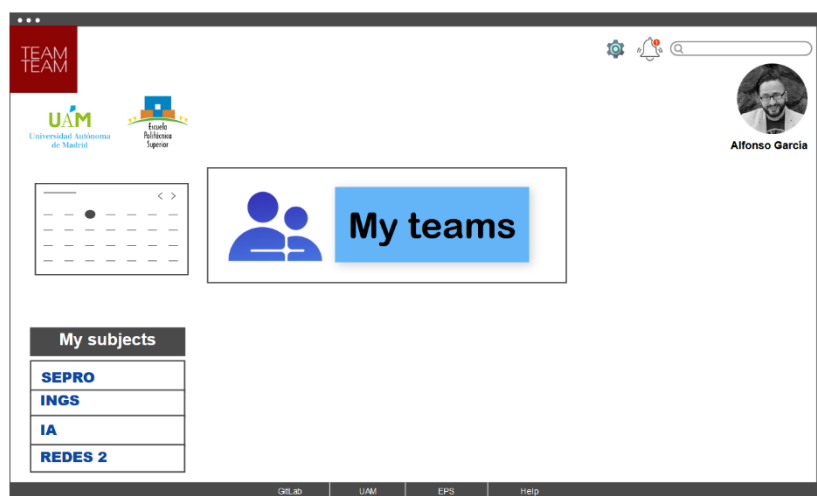 TEAM
TEAM
1
UAM
Universidad Autónoma
de Madrid
Escuela
Politécnica
Superior
Alfonso Garcia
< >
My teams
My subjects
SEPRO
INGS
IA
REDES 2
GitLab UAM EPS Help